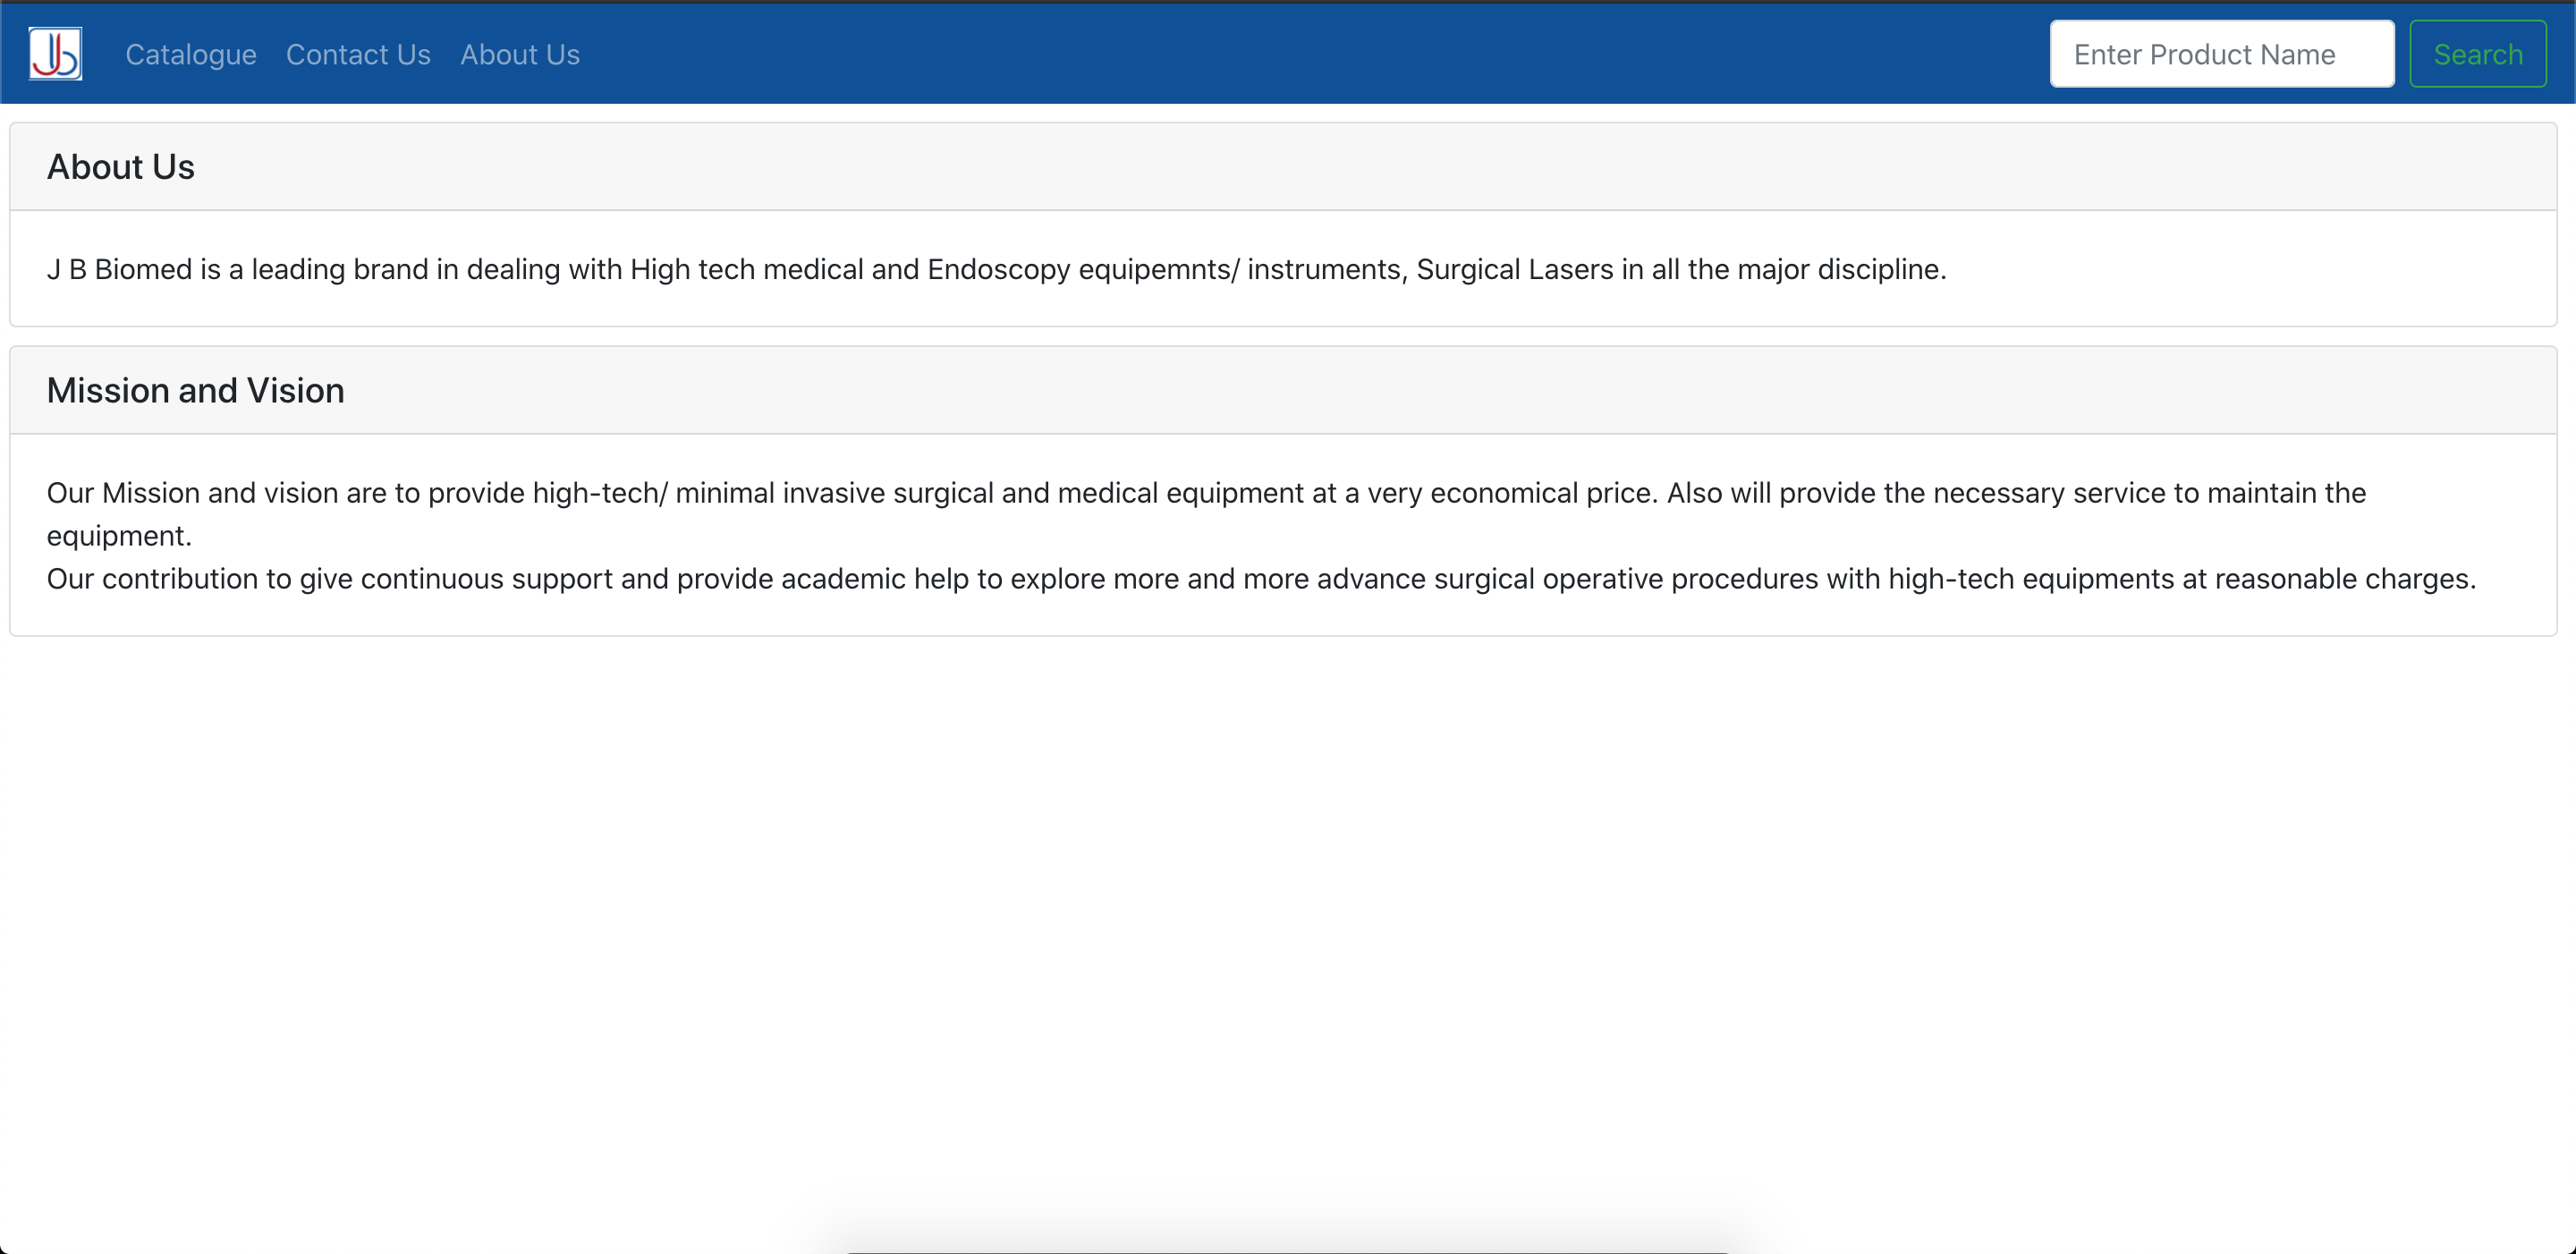 Jb
Catalogue Contact Us About Us Enter Product Name Search
About Us
J B Biomed is a leading brand in dealing with High tech medical and Endoscopy equipemnts/ instruments, Surgical Lasers in all the major discipline.
Mission and Vision
Our Mission and vision are to provide high-tech/ minimal invasive surgical and medical equipment at a very economical price. Also will provide the necessary service to maintain the
equipment.
Our contribution to give continuous support and provide academic help to explore more and more advance surgical operative procedures with high-tech equipments at reasonable charges.